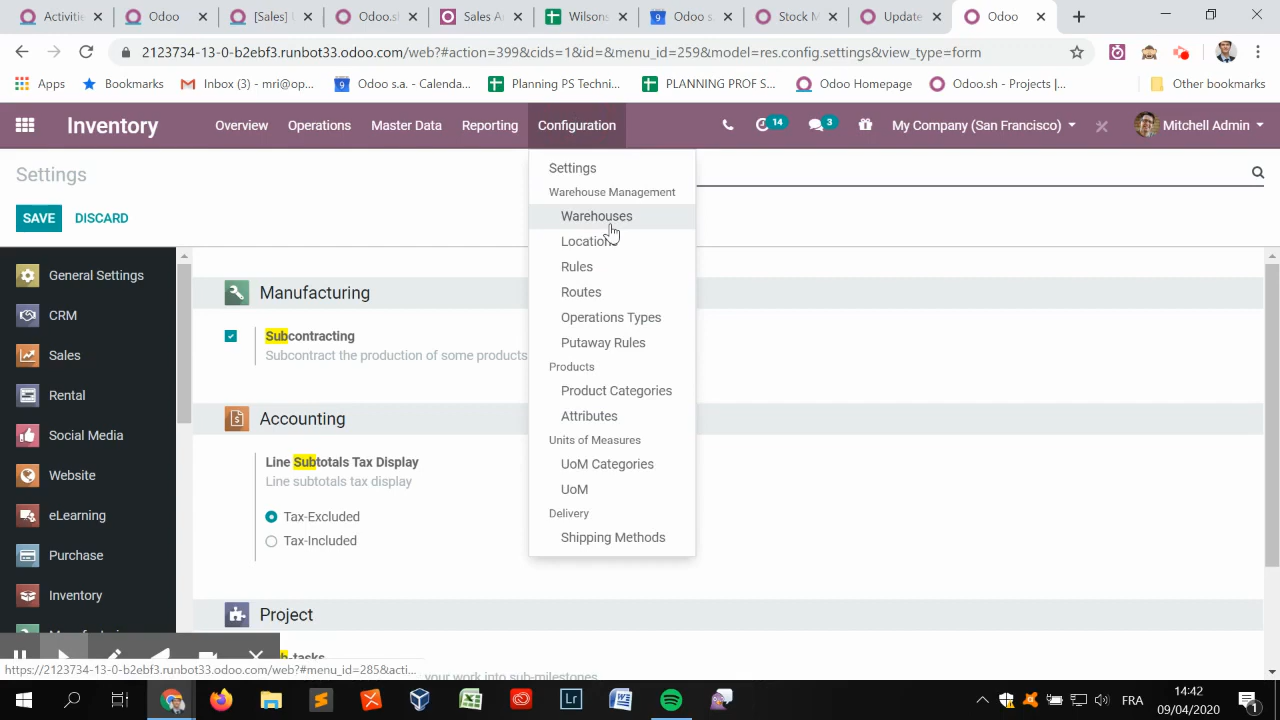 Activitie
Odoo
[Sales]
Odoo.sh
Sales A
Wilsons
Odoo s
Stock M
Update
Odoo
2123734-13-0-b2ebf3.runbot33.odoo.com/web?#action=399&cids=1&id=&menu_id=259&model=res.config.settings&view_type=form
Apps
Bookmarks
Inbox (3) - mri@op...
Odoo s.a. - Calenda...
Planning PS Techni...
PLANNING PROF S...
Odoo Homepage
Odoo.sh - Projects |...
Other bookmarks
Inventory
Overview
Operations
Master Data
Reporting
Configuration
14
3
My Company (San Francisco)
Mitchell Admin
Settings
SAVE
DISCARD
Settings
Warehouse Management
Warehouses
Location
Rules
Routes
Operations Types
Putaway Rules
Products
Product Categories
Attributes
Units of Measures
UoM Categories
UoM
Delivery
Shipping Methods
General Settings
CRM
Sales
Rental
Social Media
Website
eLearning
Purchase
Inventory
Manufacturing
Subcontracting
Subcontract the production of some products
Accounting
Line Subtotals Tax Display
Line subtotals tax display
Tax-Excluded
Tax-Included
Project
b-tasks
your work into sub-milestones
https://2123734-13-0-b2ebf3.runbot33.odoo.com/web?#menu_id=285&acti...
FRA
14:42
09/04/2020
1